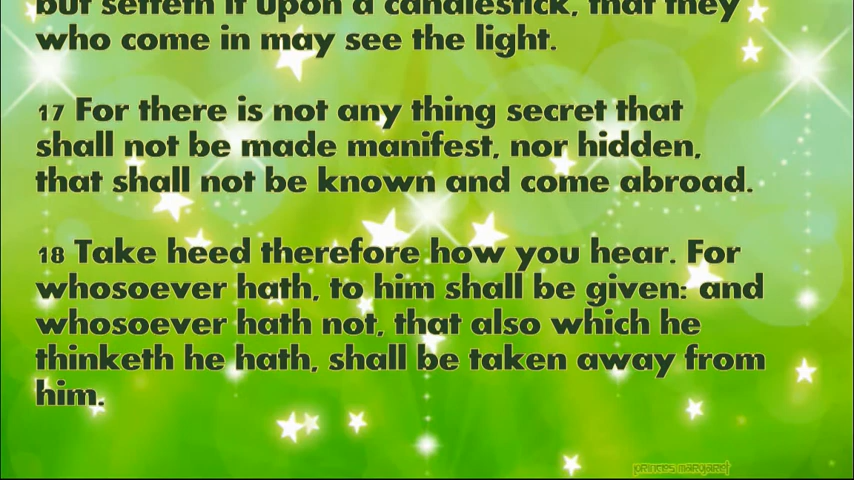 but setteth it upon a candlestick, that they
who come in may see the light.
17 For there is not any thing secret that
shall not be made manifest, nor hidden,
that shall not be known and come abroad.
18 Take heed therefore how you hear. For
whosoever hath, to him shall be given: and
whosoever hath not, that also which he
thinketh he hath, shall be taken away from
him.
princes margaret